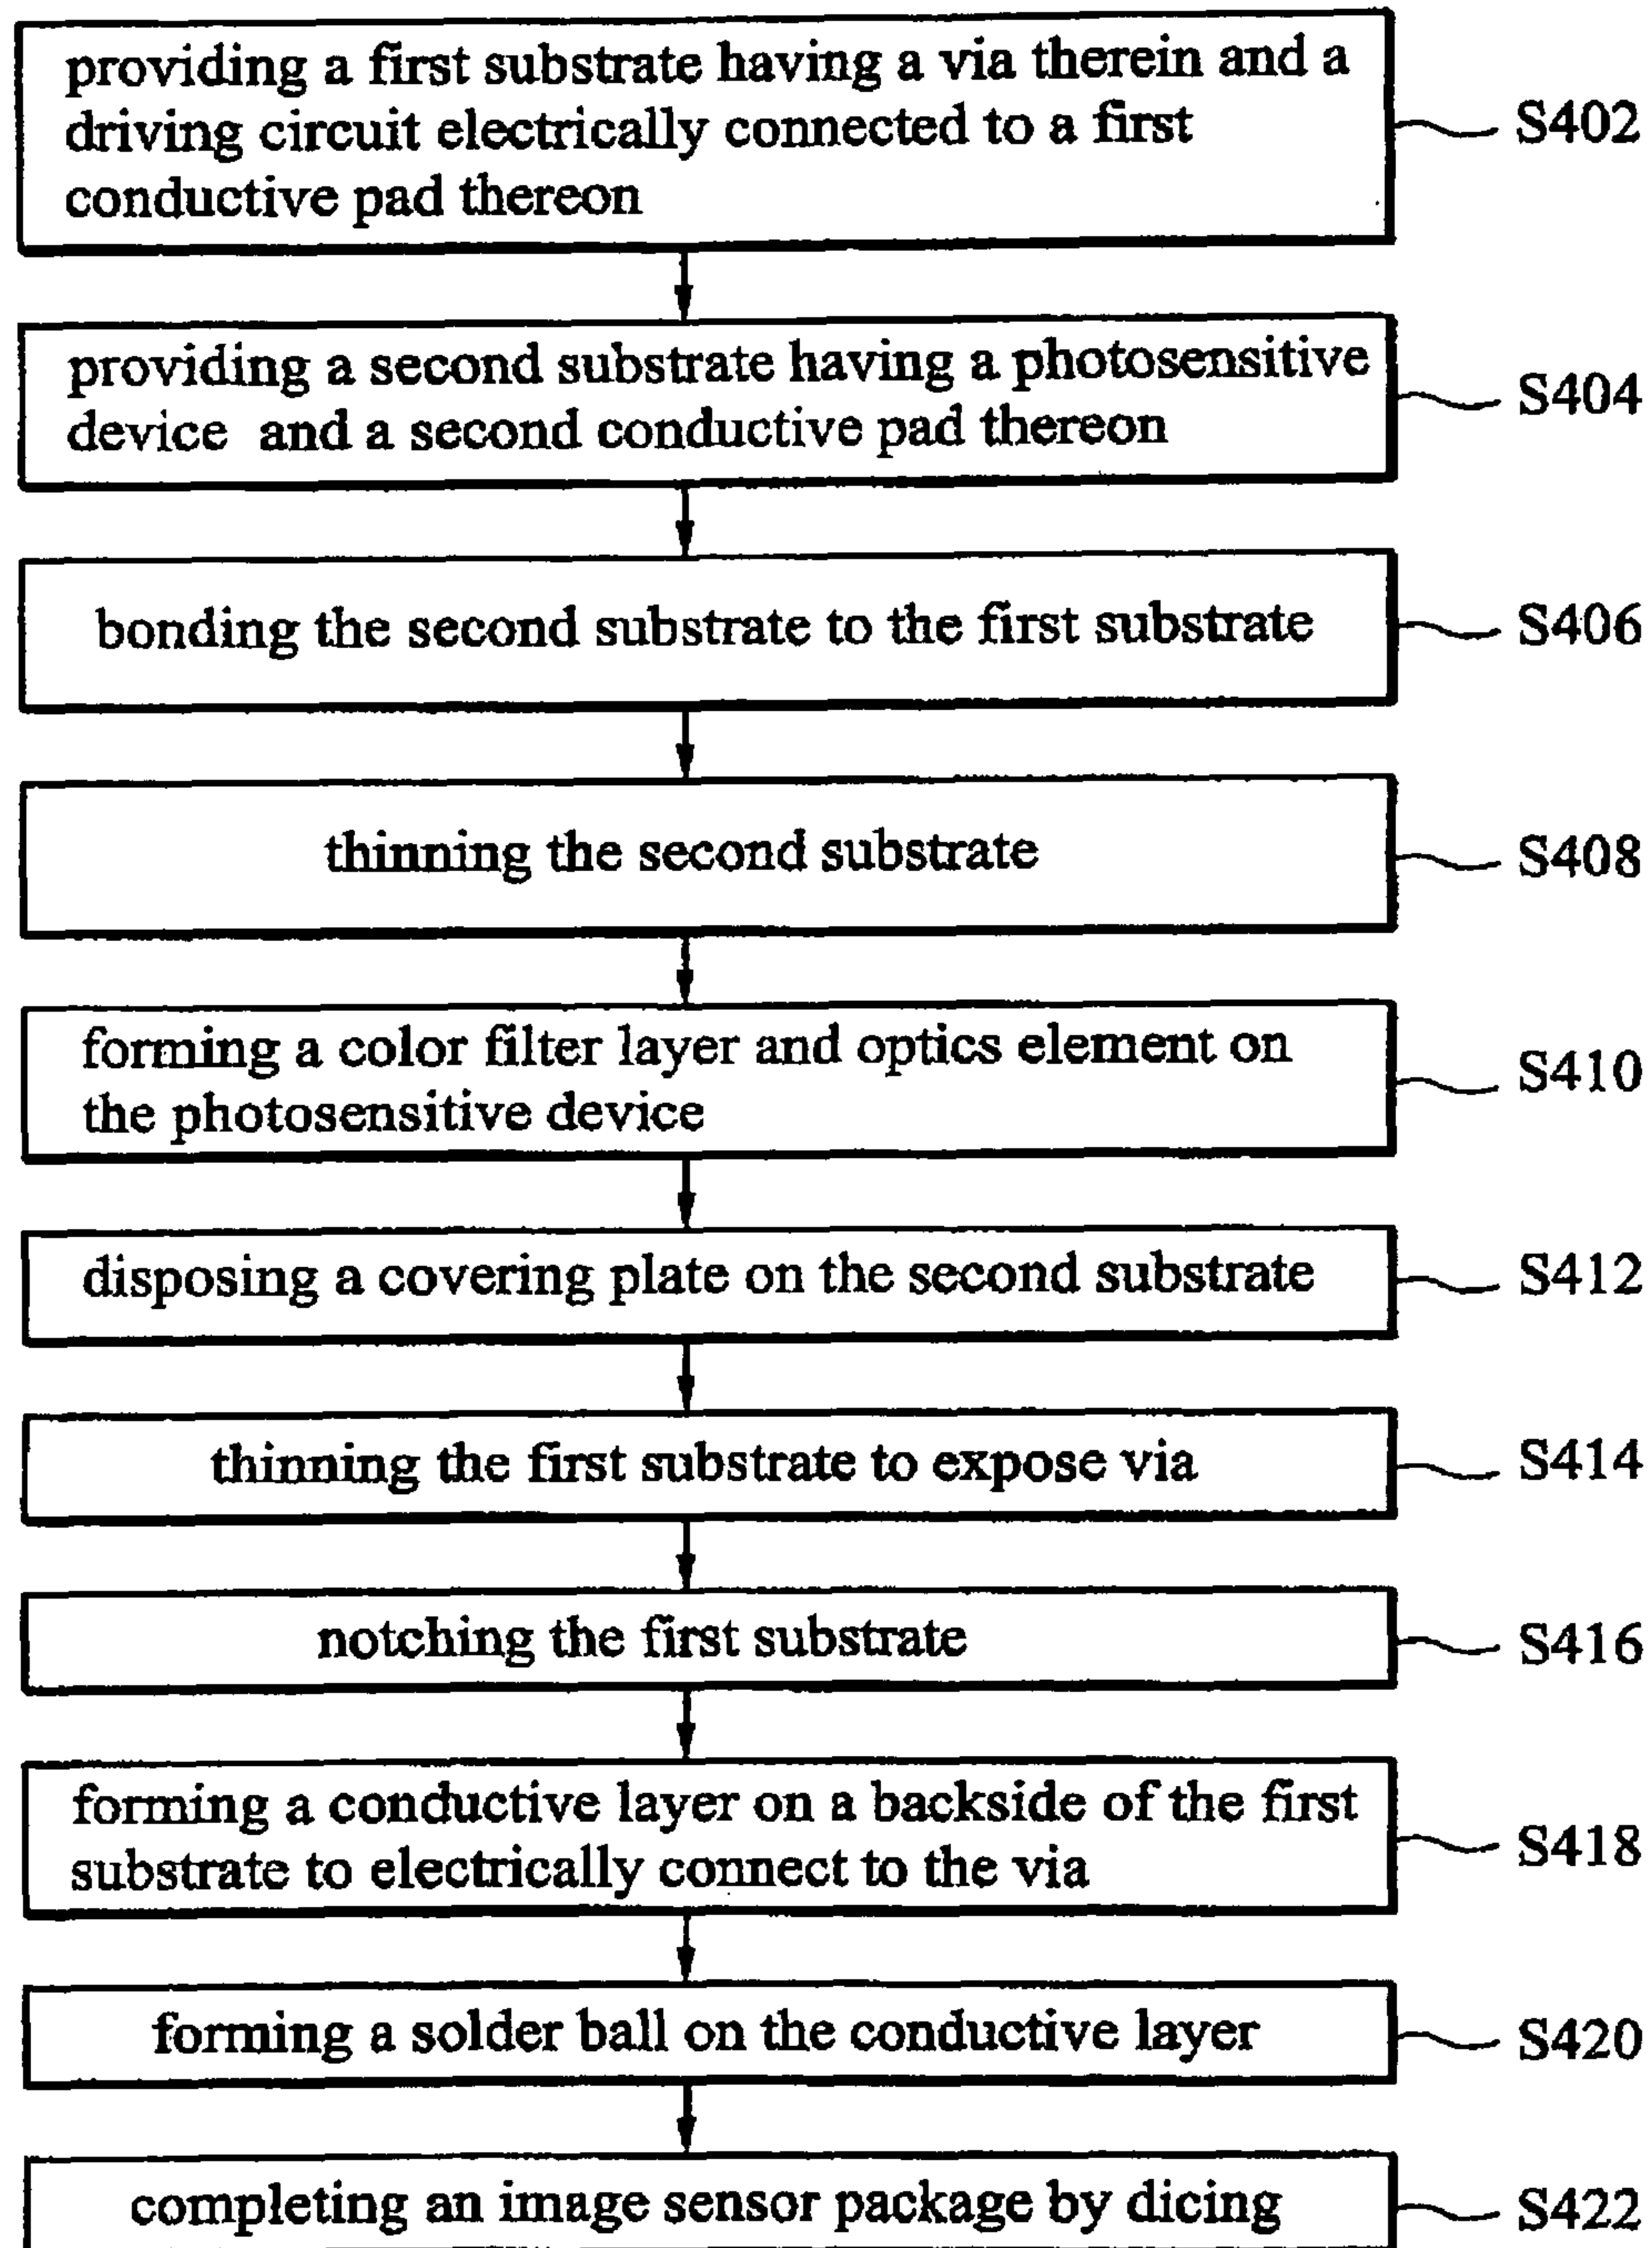 providing a first substrate having a via therein and a
driving circuit electrically connected to a first
conductive pad thereon
S402
providing a second substrate having a photosensitive
device and a second conductive pad thereon
S404
bonding the second substrate to the first substrate
S406
thinning the second substrate
S408
forming a color filter layer and optics element on
the photosensitive device
S410
disposing a covering plate on the second substrate
S412
thinning the first substrate to expose via
S414
notching the first substrate
S416
forming a conductive layer on a backside of the first
substrate to electrically connect to the via
S418
forming a solder ball on the conductive layer
S420
completing an image sensor package by dicing
S422